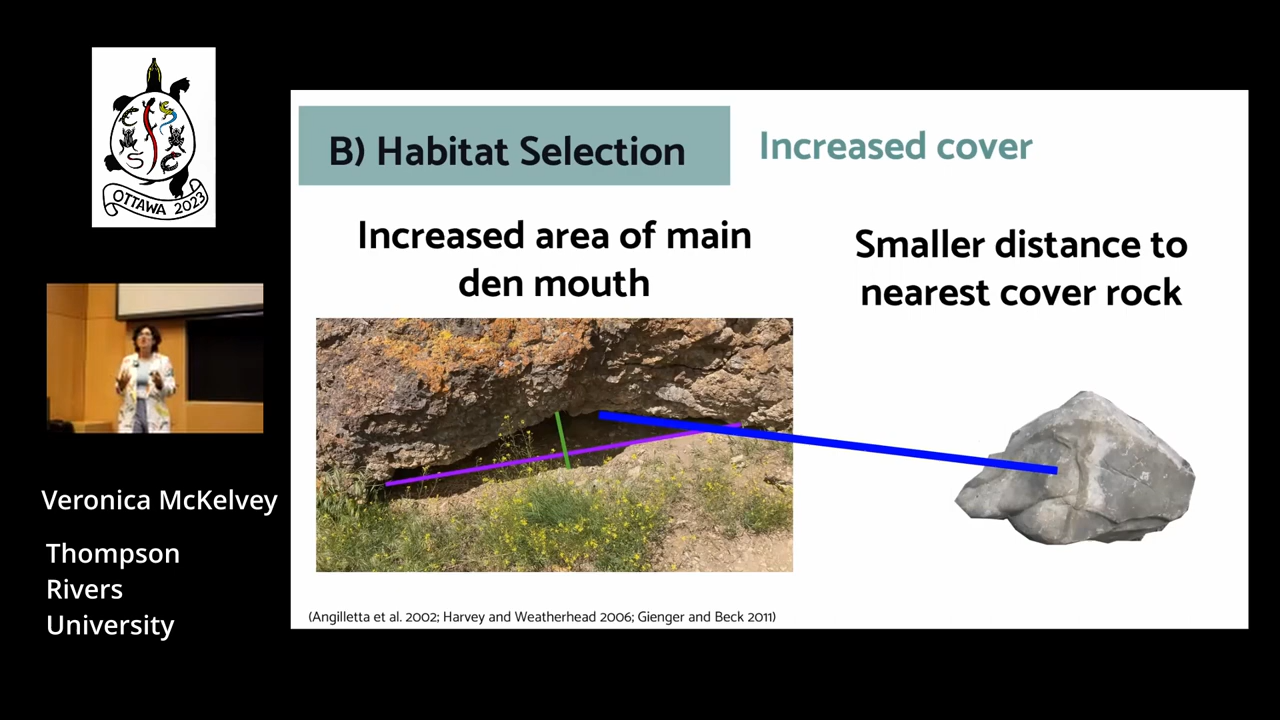 C
S
S
C
OTTAWA 2023
B) Habitat Selection
Increased cover
Increased area of main
den mouth
Smaller distance to
nearest cover rock
Veronica McKelvey
Thompson
Rivers
University
(Angilletta et al. 2002; Harvey and Weatherhead 2006; Gienger and Beck 2011)